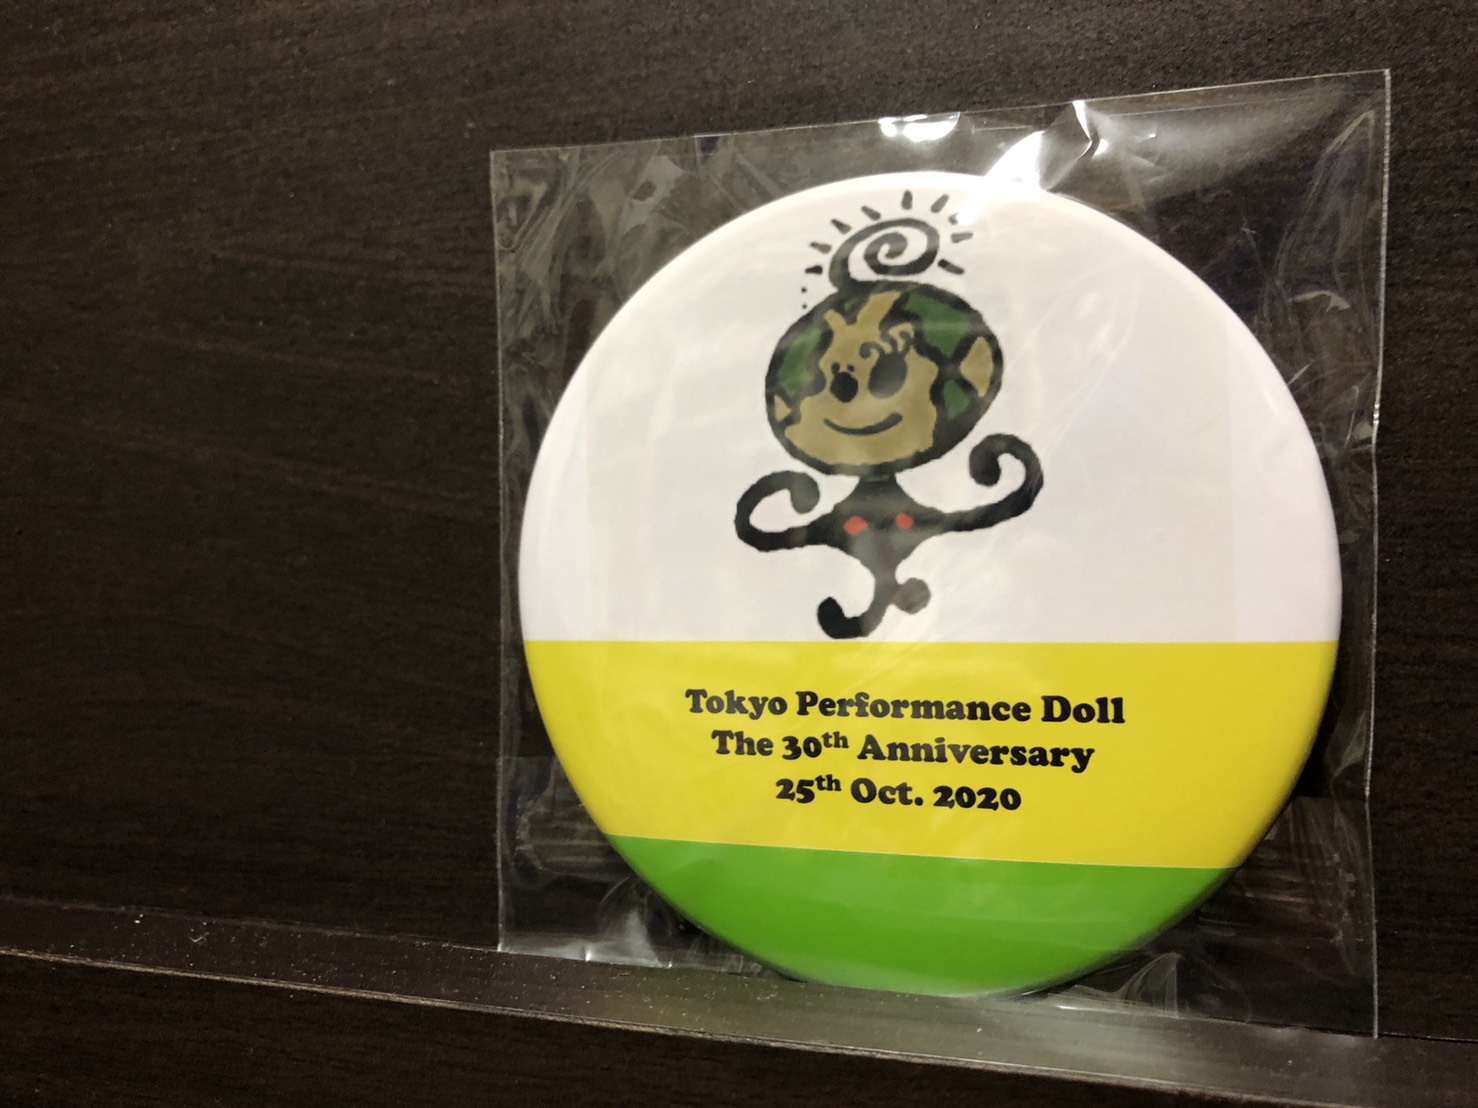 Tokyo Performance Doll
The 30th Anniversary
25th Oct. 2020